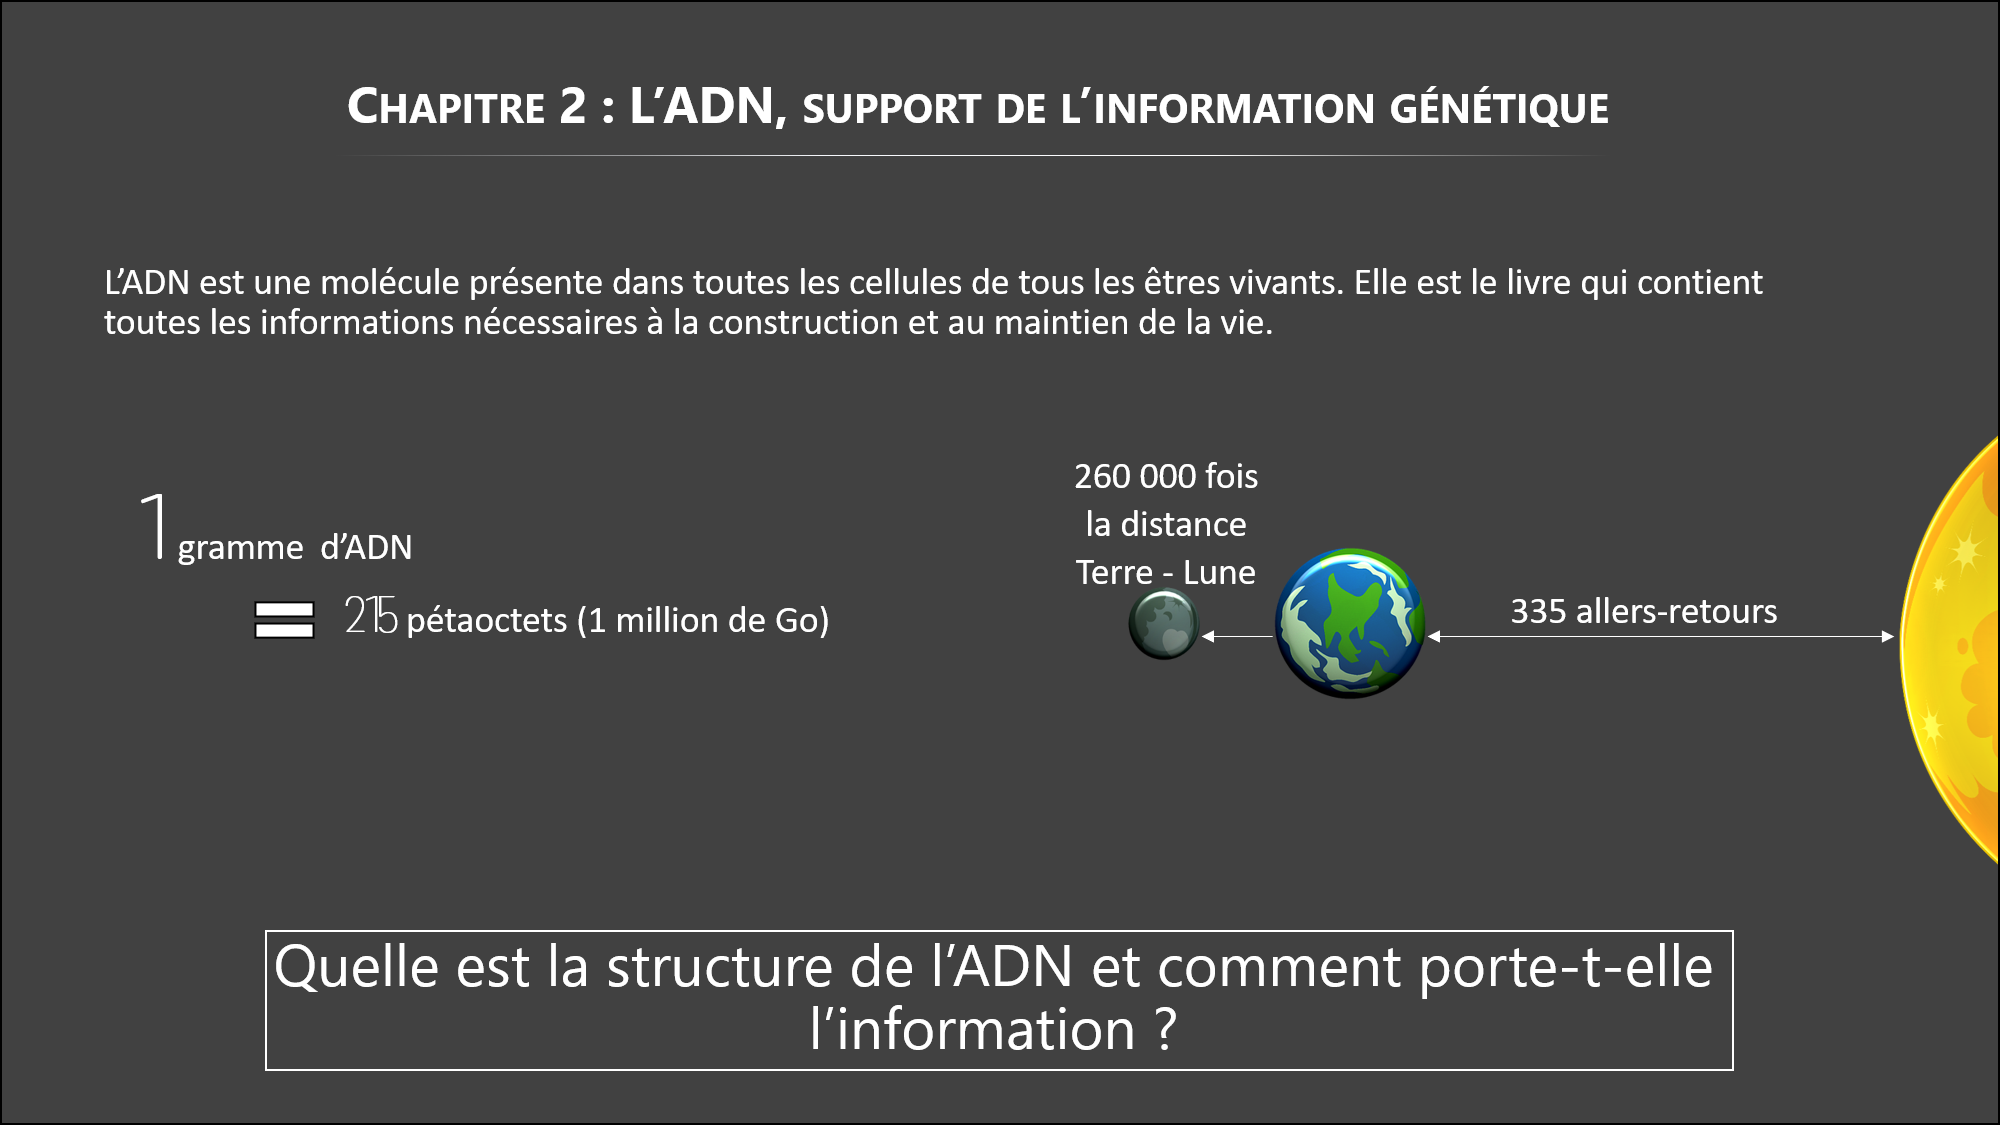 CHAPITRE 2 : L’ADN, SUPPORT DE L’INFORMATION GÉNÉTIQUE
L’ADN est une molécule présente dans toutes les cellules de tous les êtres vivants. Elle est le livre qui contient
toutes les informations nécessaires à la construction et au maintien de la vie.
1 gramme d’ADN
= 215 pétaoctets (1 million de Go)
260 000 fois
la distance
Terre - Lune
335 allers-retours
Quelle est la structure de l’ADN et comment porte-t-elle
l’information ?